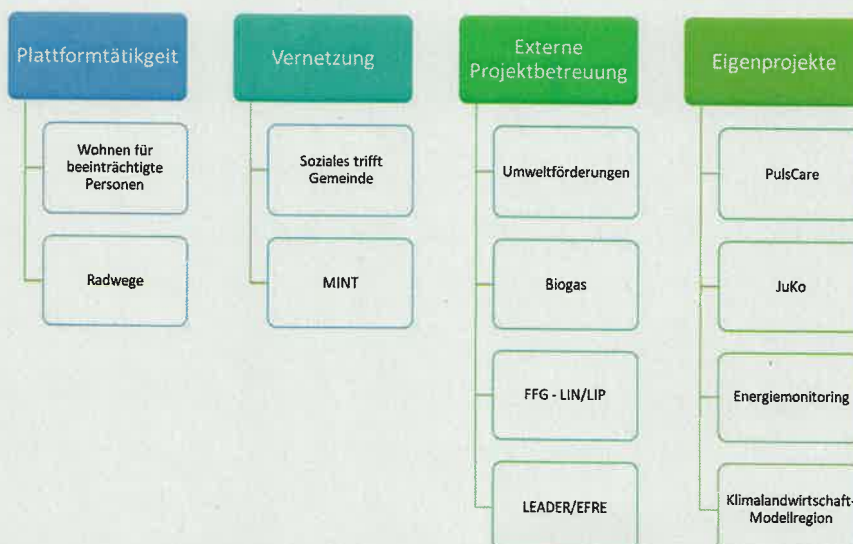 Plattformtätikgeit
Wohnen für
beeinträchtigte
Personen
Radwege
Vernetzung
Soziales trifft
Gemeinde
MINT
Externe
Projektbetreuung
Umweltförderungen
Biogas
FFG - LIN/LIP
LEADER/EFRE
Eigenprojekte
PulsCare
JuKo
Energiemonitoring
Klimalandwirtschaft-
Modellregion